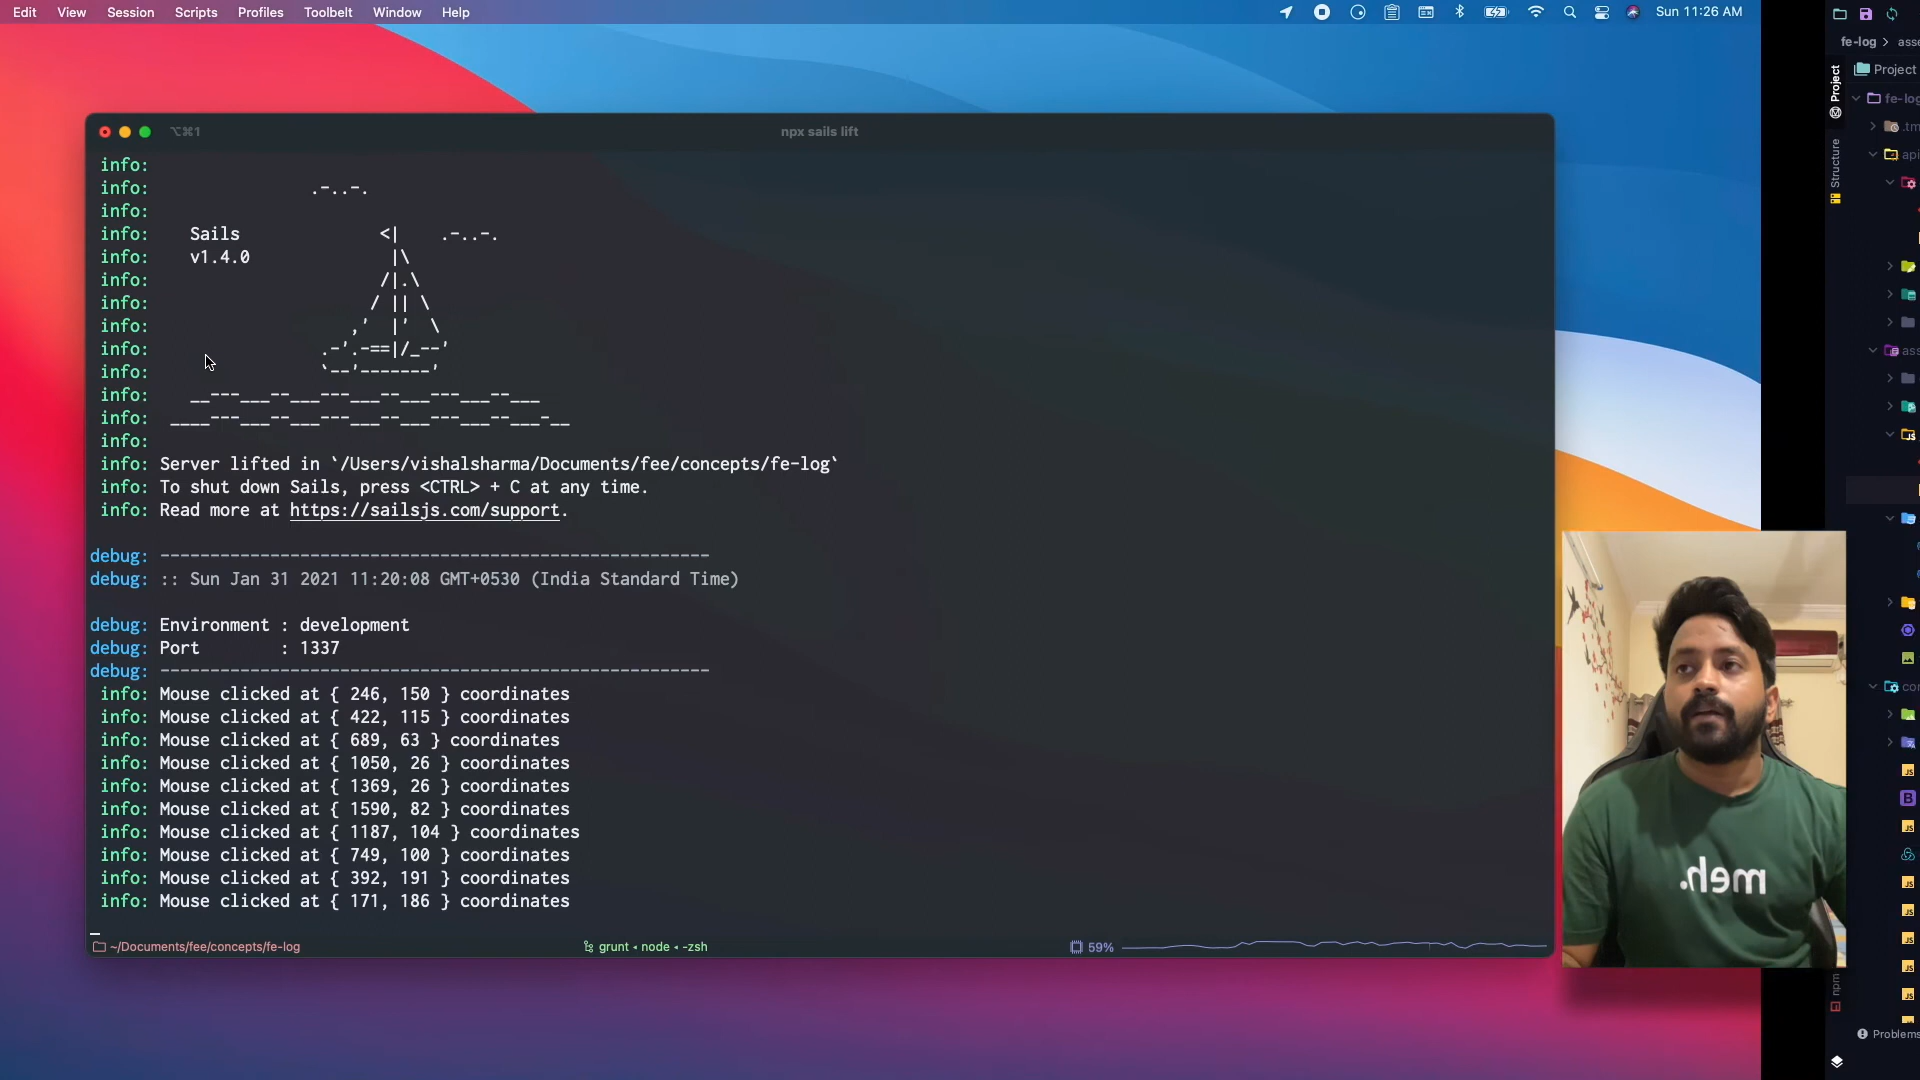 Edit View Session Scripts Profiles Toolbelt Window Help Sun 11:26 AM
fe-log > asse
Project
Project
fe-log
.tm
api
Structure
ass
con
npm
Problems
⌥⌘1 npx sails lift
info:
info: .-..-.
info:
info: Sails <| .-..-.
info: v1.4.0 |\
info: /|.\
info: / || \
info: ,' |' \
info: .-'.-==|/_--'
info: `--'-------'
info: __---___--___---___--___---___--___
info: ____---___--___---___--___---___--___-__
info:
info: Server lifted in `/Users/vishalsharma/Documents/fee/concepts/fe-log`
info: To shut down Sails, press <CTRL> + C at any time.
info: Read more at https://sailsjs.com/support.
debug: -------------------------------------------------------
debug: :: Sun Jan 31 2021 11:20:08 GMT+0530 (India Standard Time)
debug: Environment : development
debug: Port : 1337
debug: -------------------------------------------------------
info: Mouse clicked at { 246, 150 } coordinates
info: Mouse clicked at { 422, 115 } coordinates
info: Mouse clicked at { 689, 63 } coordinates
info: Mouse clicked at { 1050, 26 } coordinates
info: Mouse clicked at { 1369, 26 } coordinates
info: Mouse clicked at { 1590, 82 } coordinates
info: Mouse clicked at { 1187, 104 } coordinates
info: Mouse clicked at { 749, 100 } coordinates
info: Mouse clicked at { 392, 191 } coordinates
info: Mouse clicked at { 171, 186 } coordinates
~/Documents/fee/concepts/fe-log grunt ◂ node ◂ -zsh 59%
meh.